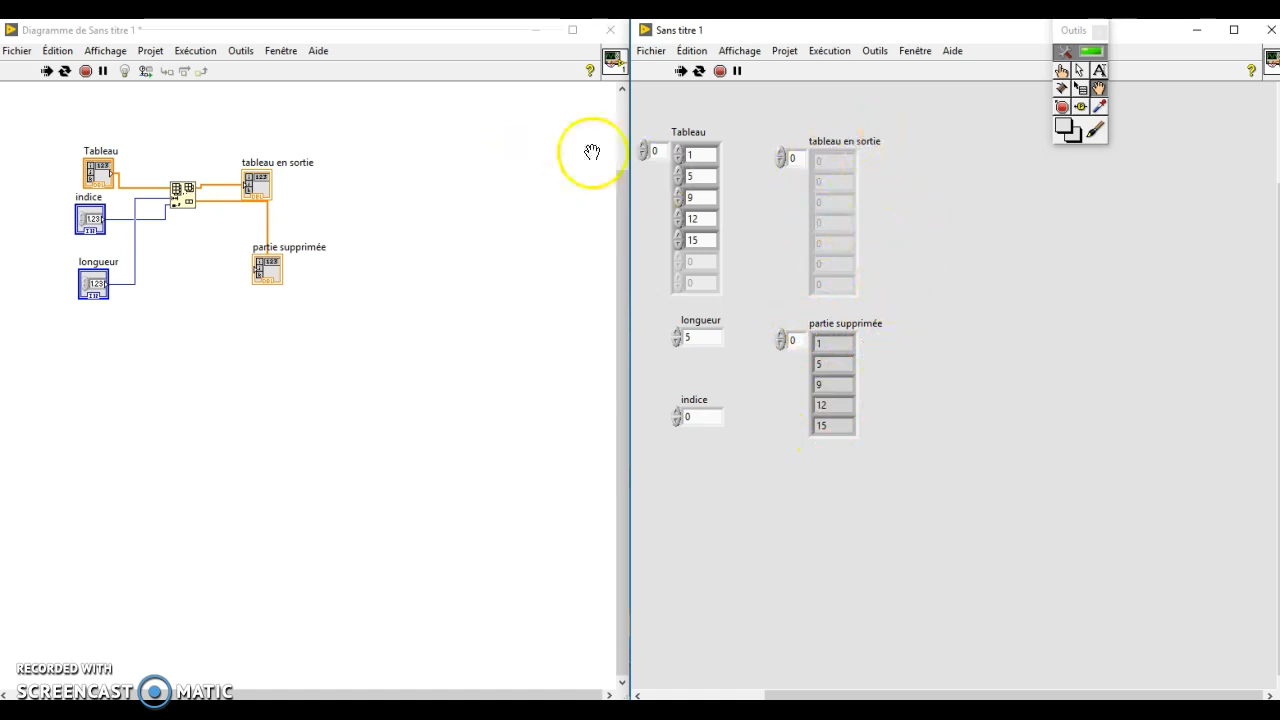 Diagramme de Sans titre 1 *
Fichier Édition Affichage Projet Exécution Outils Fenêtre Aide
Tableau
indice
longueur
tableau en sortie
partie supprimée
Sans titre 1
Fichier Édition Affichage Projet Exécution Outils Fenêtre Aide
Outils
Tableau
0
1
5
9
12
15
0
0
longueur
5
indice
0
tableau en sortie
0
0
0
0
0
0
0
0
partie supprimée
0
1
5
9
12
15
RECORDED WITH
SCREENCAST MATIC